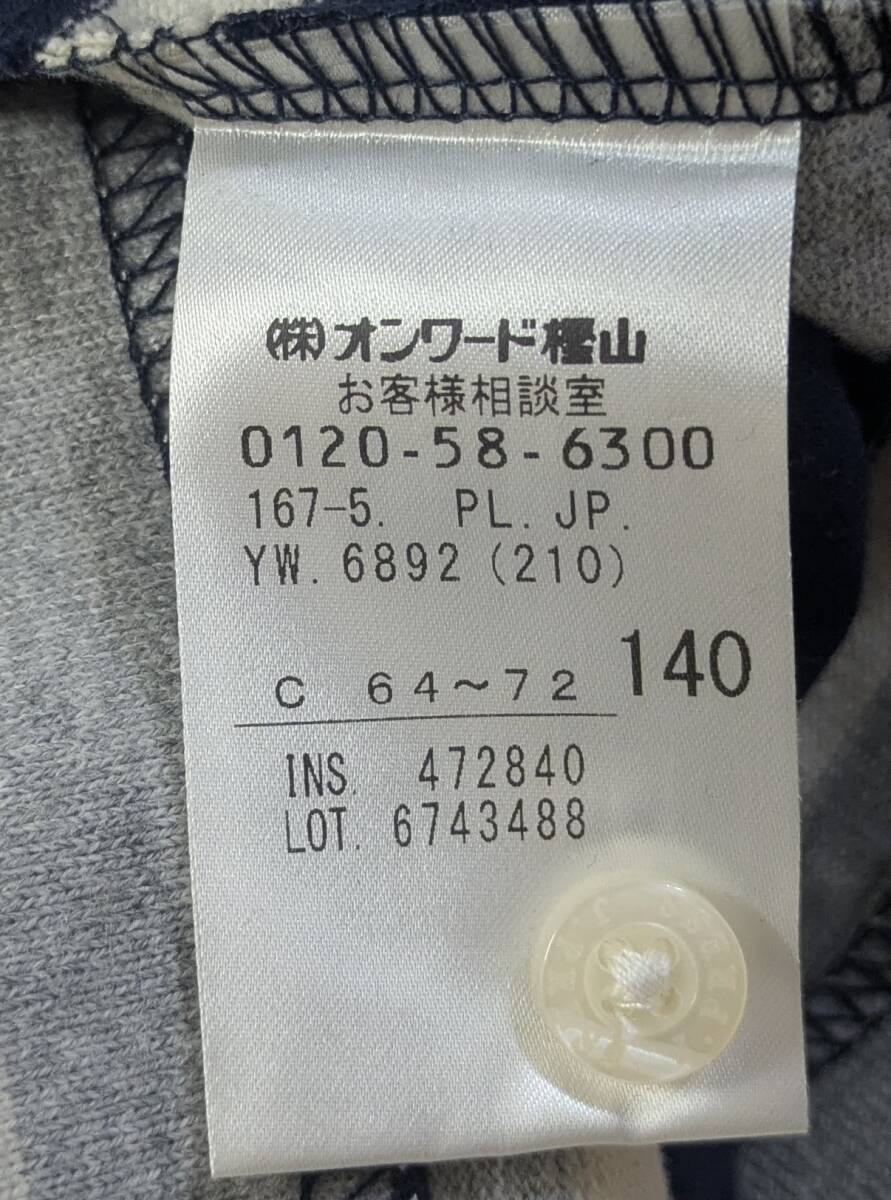 (株)オンワード樫山
お客様相談室
0120-58-6300
167-5. PL. JP.
YW. 6892 (210)
C 64~72 140
INS. 472840
LOT. 6743488